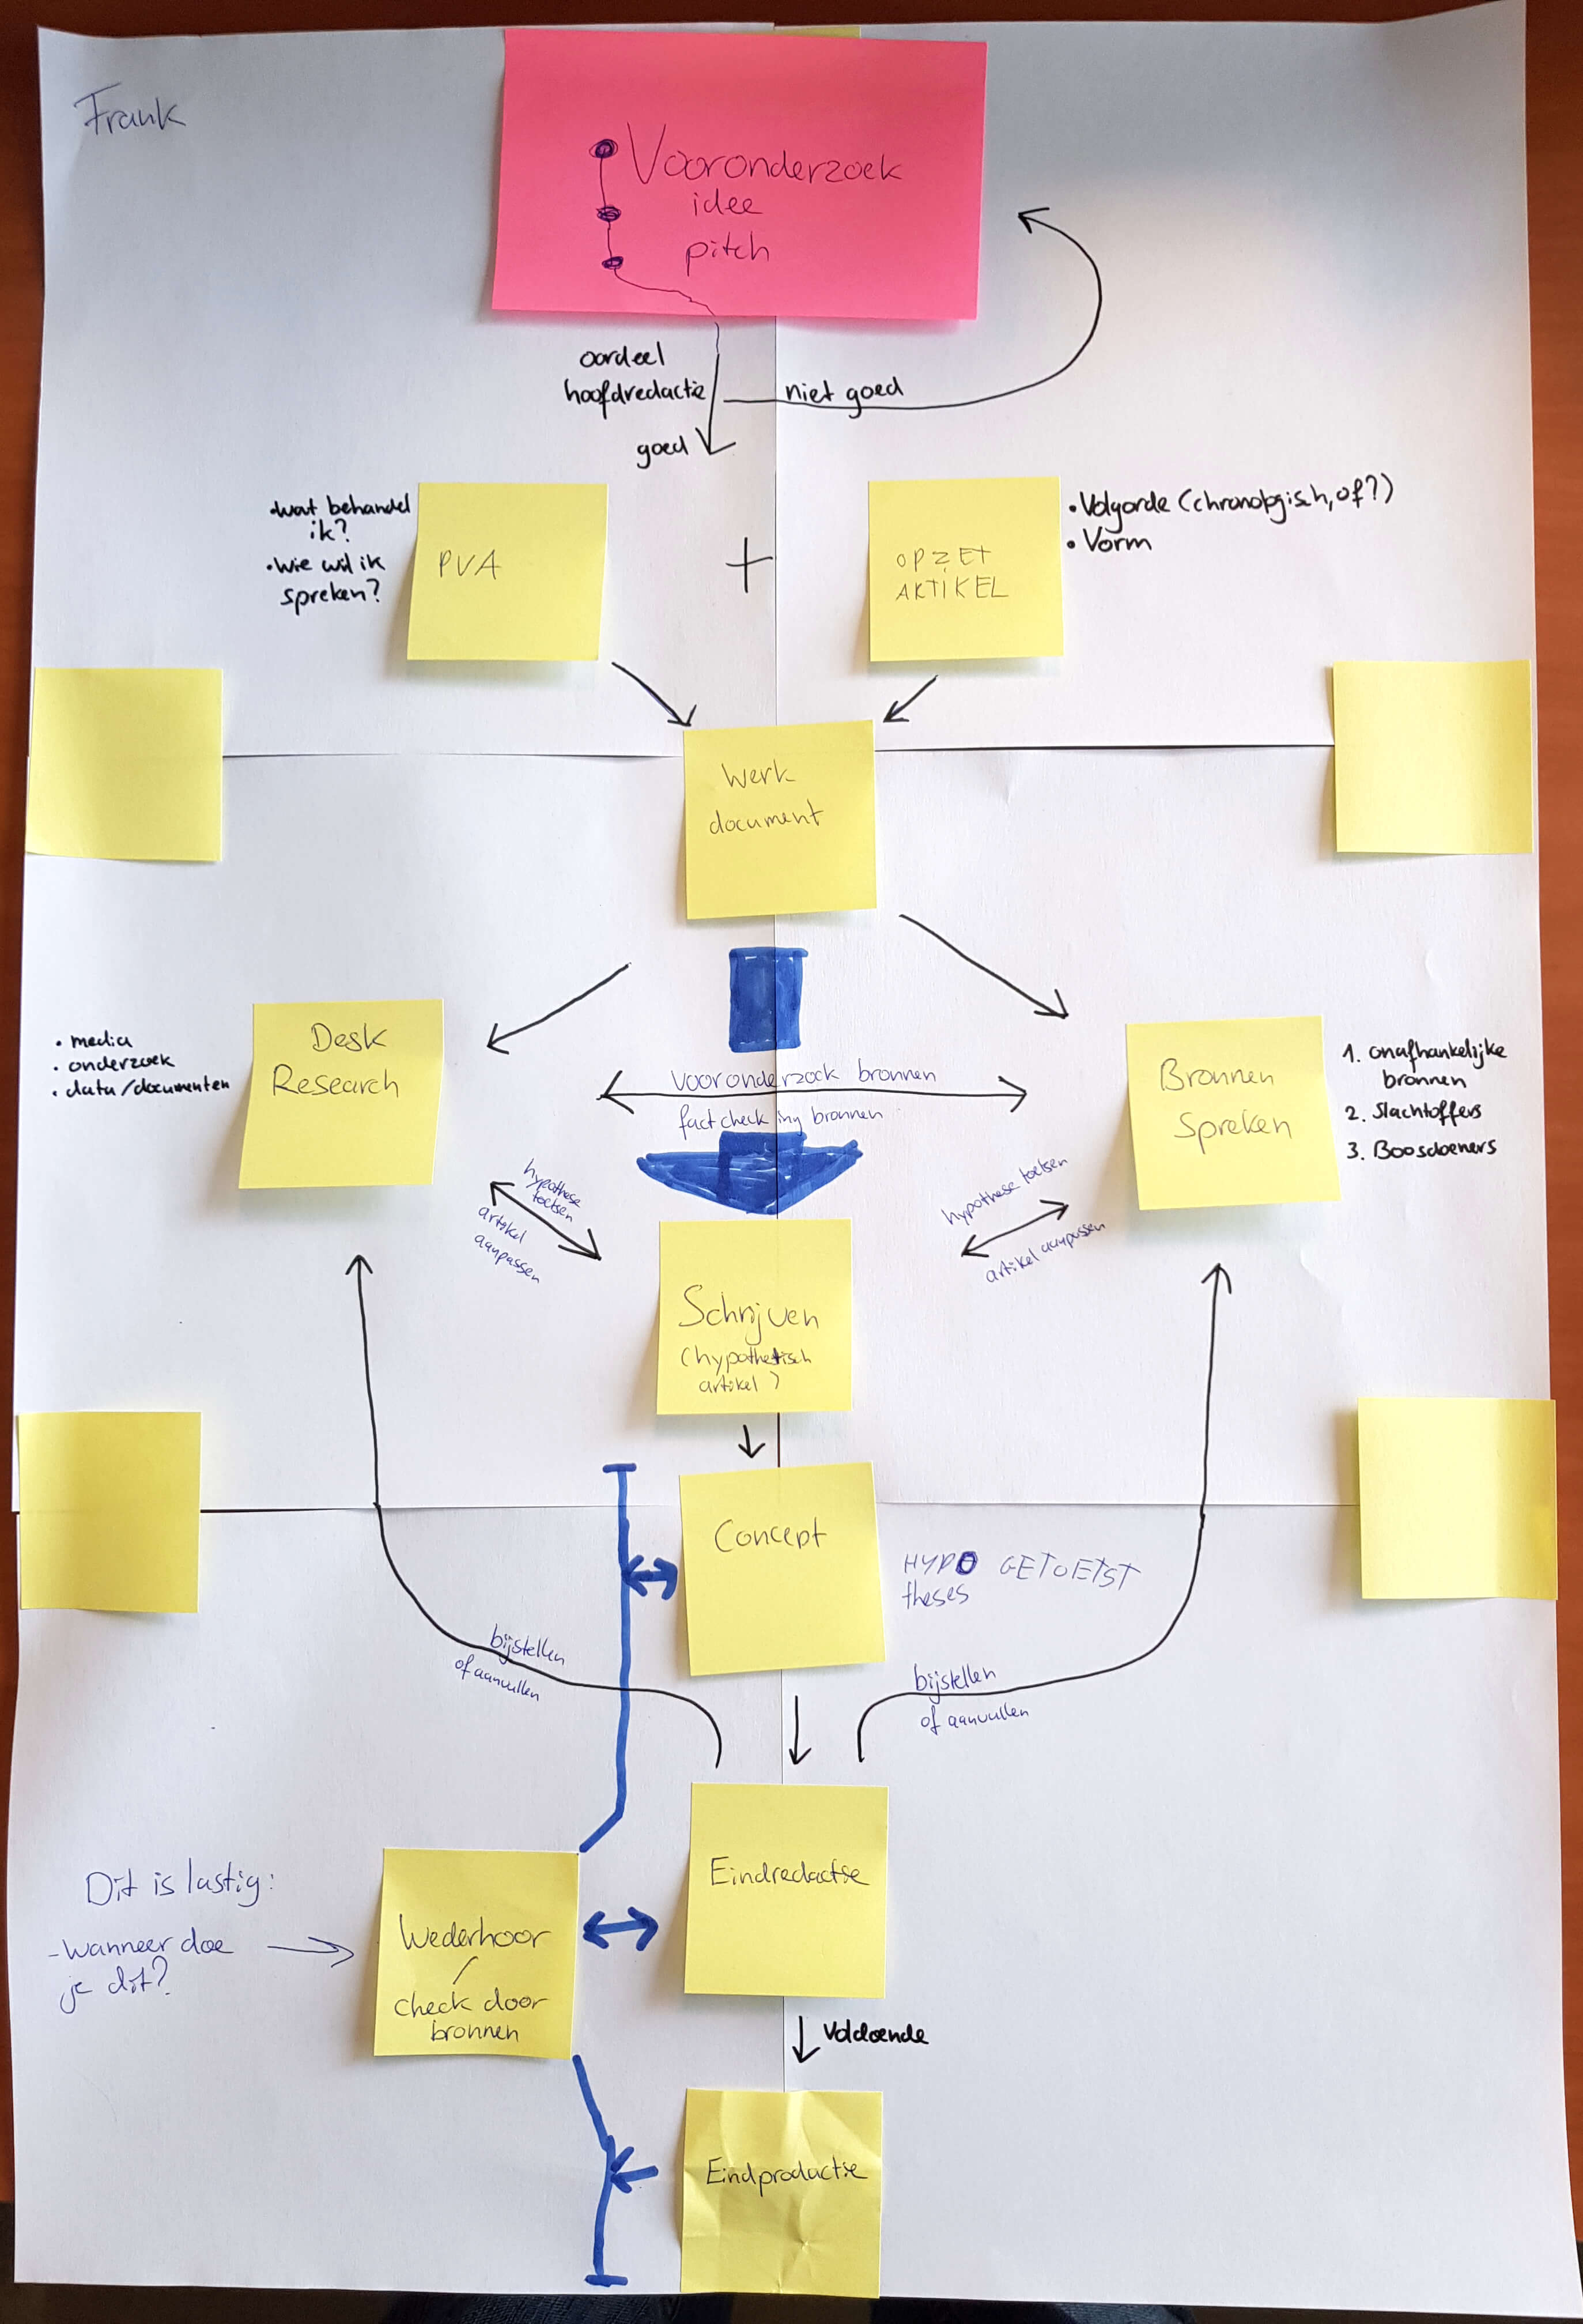 Frank
Vooronderzoek
idee
pitch
oordeel
hoofdredactie
niet goed
goed
•wat behandel
ik?
•wie wil ik
spreken?
PVA
+
OPZET
ARTIKEL
•Volgorde (chronologisch, of?)
•Vorm
Werk
document
• media
• onderzoek
• data/documenten
Desk
Research
vooronderzoek bronnen
factchecking bronnen
Bronnen
Spreken
1. onafhankelijke
bronnen
2. Slachtoffers
3. Boosdoeners
hypothese
toetsen
artikel
aanpassen
hypothese toetsen
artikel aanpassen
Schrijven
(hypothetisch
artikel)
Concept
HYPO GETOETST
theses
bijstellen
of aanvullen
bijstellen
of aanvullen
Eindredactie
Dit is lastig:
-wanneer doe
je dit?
Wederhoor
/
check door
bronnen
Voldoende
Eindproductie